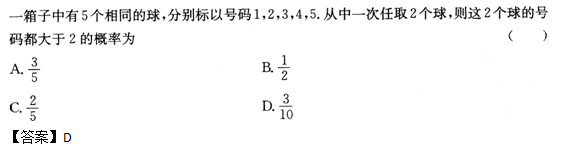 一箱子中有5个相同的球,分别标以号码1,2,3,4,5.从中一次任取2个球,则这2个球的号
码都大于2的概率为 ( )
A. 3/5 B. 1/2
C. 2/5 D. 3/10
【答案】D